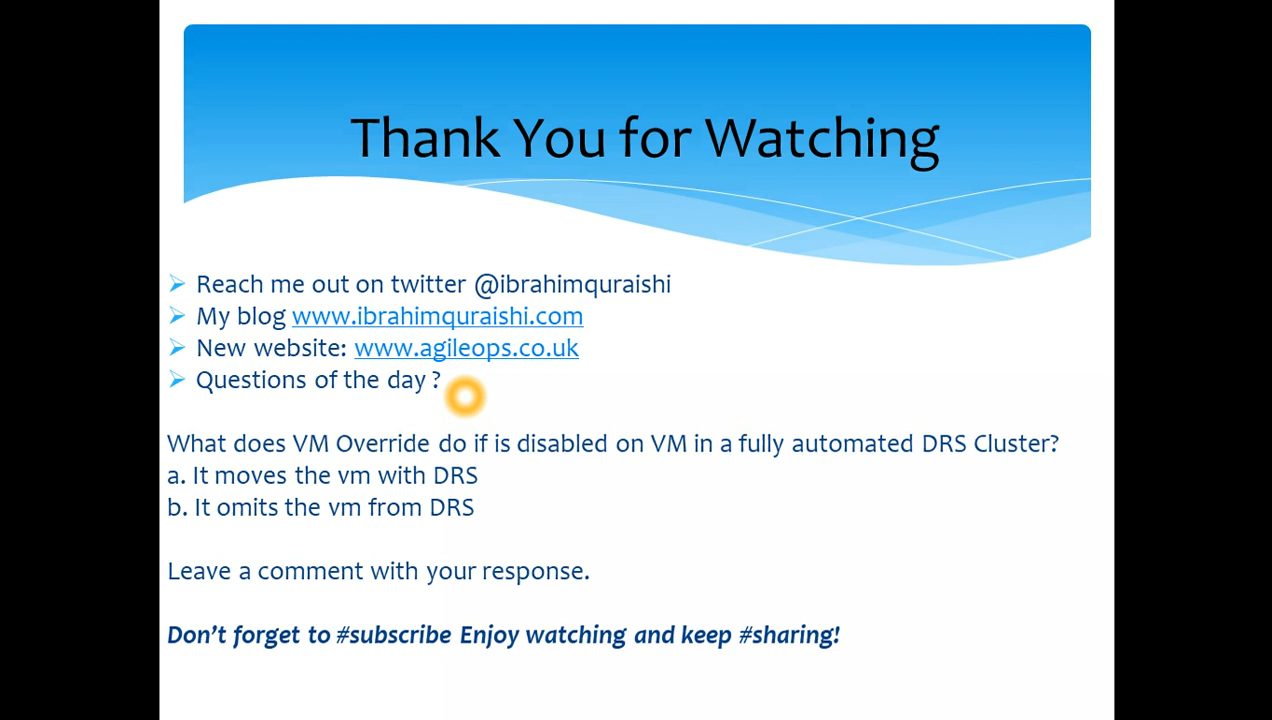 Thank You for Watching
Reach me out on twitter @ibrahimquraishi
My blog www.ibrahimquraishi.com
New website: www.agileops.co.uk
Questions of the day ?
What does VM Override do if is disabled on VM in a fully automated DRS Cluster?
a. It moves the vm with DRS
b. It omits the vm from DRS
Leave a comment with your response.
Don’t forget to #subscribe Enjoy watching and keep #sharing!